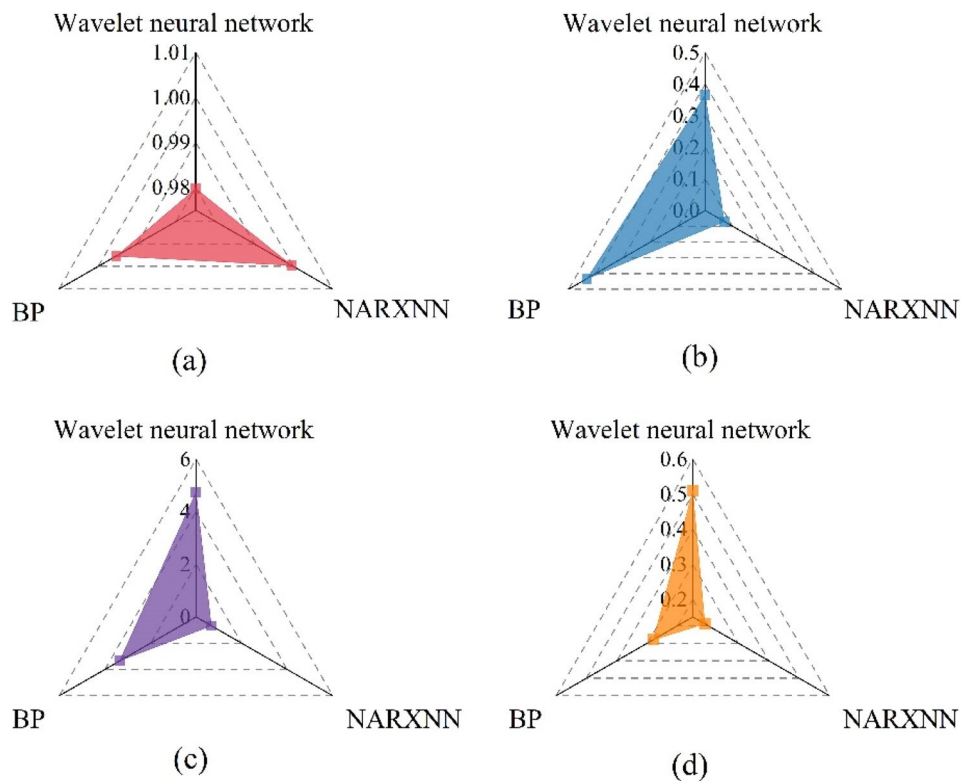 Wavelet neural network
1.01
1.00
0.99
0.98
BP
NARXNN
(a)
Wavelet neural network
0.5
0.4
0.3
0.2
0.1
0.0
BP
NARXNN
(b)
Wavelet neural network
6
4
2
0
BP
NARXNN
(c)
Wavelet neural network
0.6
0.5
0.4
0.3
0.2
BP
NARXNN
(d)